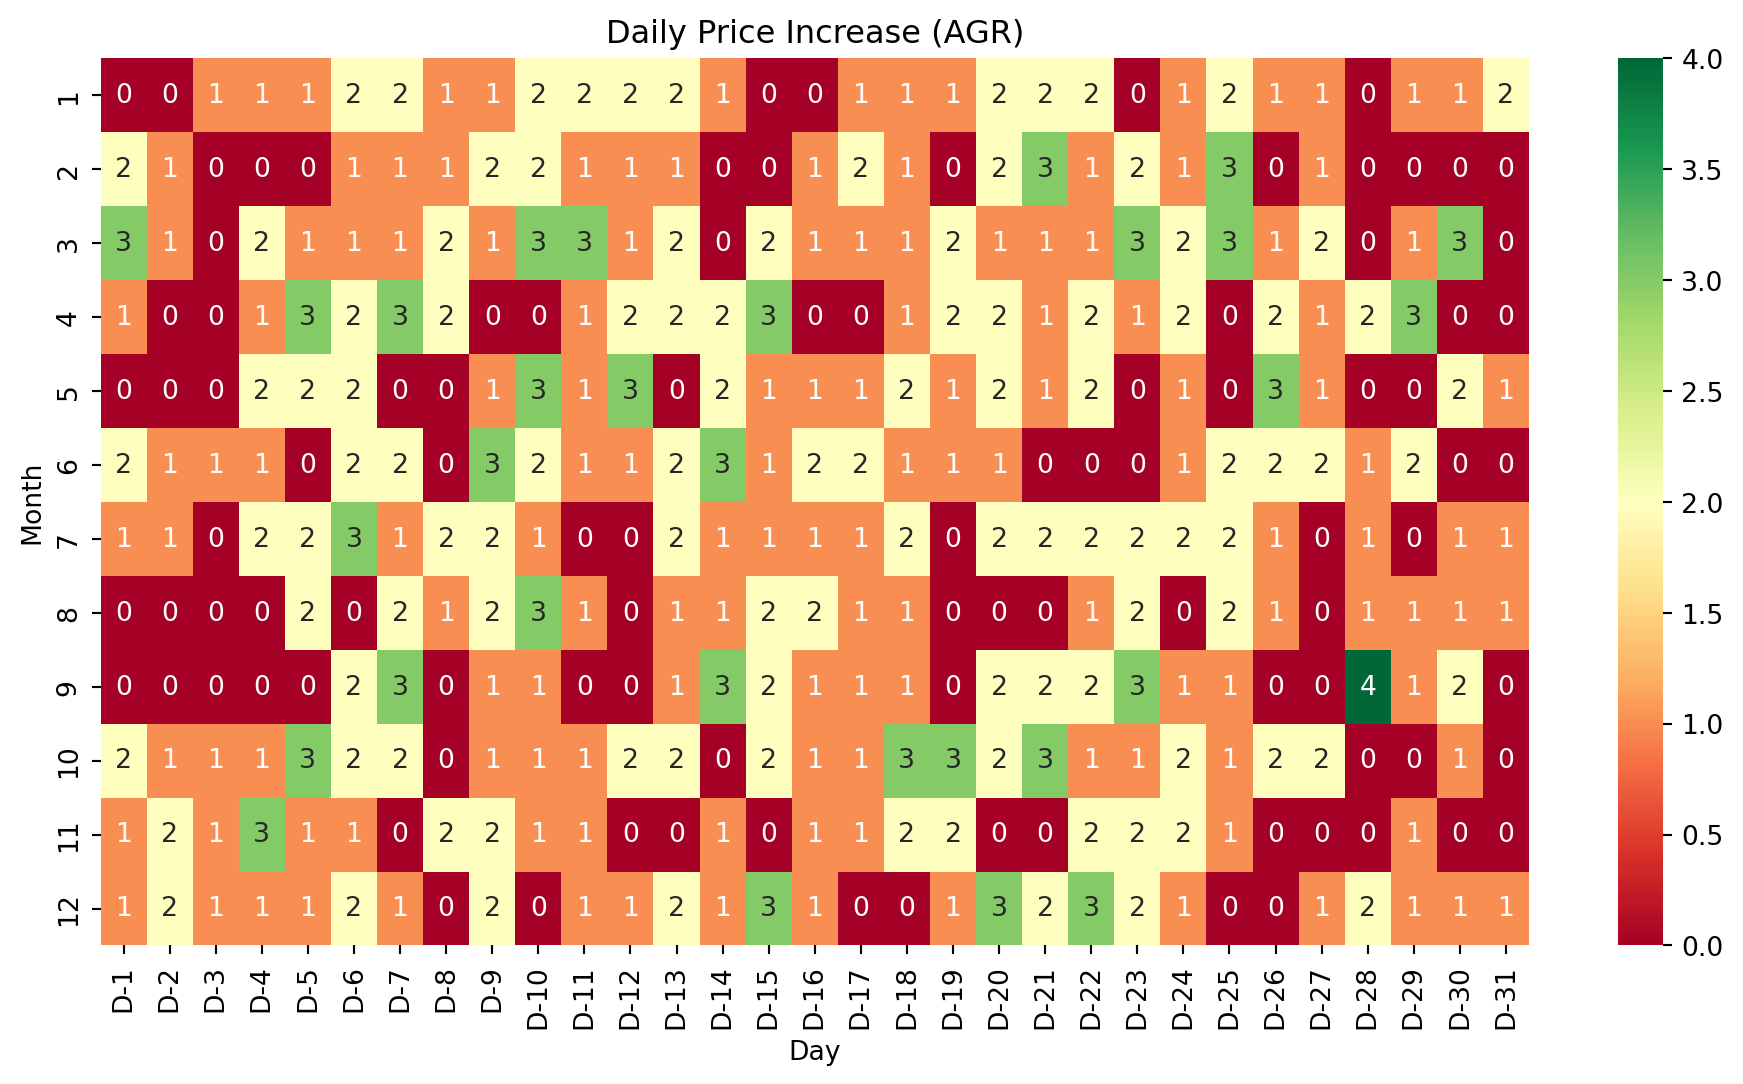 Daily Price Increase (AGR)
1 0 0 1 1 1 2 2 1 1 2 2 2 2 1 0 0 1 1 1 2 2 2 0 1 2 1 1 0 1 1 2
2 2 1 0 0 0 1 1 1 2 2 1 1 1 0 0 1 2 1 0 2 3 1 2 1 3 0 1 0 0 0 0
3 3 1 0 2 1 1 1 2 1 3 3 1 2 0 2 1 1 1 2 1 1 1 3 2 3 1 2 0 1 3 0
4 1 0 0 1 3 2 3 2 0 0 1 2 2 2 3 0 0 1 2 2 1 2 1 2 0 2 1 2 3 0 0
5 0 0 0 2 2 2 0 0 1 3 1 3 0 2 1 1 1 2 1 2 1 2 0 1 0 3 1 0 0 2 1
6 2 1 1 1 0 2 2 0 3 2 1 1 2 3 1 2 2 1 1 1 0 0 0 1 2 2 2 1 2 0 0
7 1 1 0 2 2 3 1 2 2 1 0 0 2 1 1 1 1 2 0 2 2 2 2 2 2 1 0 1 0 1 1
8 0 0 0 0 2 0 2 1 2 3 1 0 1 1 2 2 1 1 0 0 0 1 2 0 2 1 0 1 1 1 1
9 0 0 0 0 0 2 3 0 1 1 0 0 1 3 2 1 1 1 0 2 2 2 3 1 1 0 0 4 1 2 0
10 2 1 1 1 3 2 2 0 1 1 1 2 2 0 2 1 1 3 3 2 3 1 1 2 1 2 2 0 0 1 0
11 1 2 1 3 1 1 0 2 2 1 1 0 0 1 0 1 1 2 2 0 0 2 2 2 1 0 0 0 1 0 0
12 1 2 1 1 1 2 1 0 2 0 1 1 2 1 3 1 0 0 1 3 2 3 2 1 0 0 1 2 1 1 1
Month
D-1 D-2 D-3 D-4 D-5 D-6 D-7 D-8 D-9 D-10 D-11 D-12 D-13 D-14 D-15 D-16 D-17 D-18 D-19 D-20 D-21 D-22 D-23 D-24 D-25 D-26 D-27 D-28 D-29 D-30 D-31
Day
4.0
3.5
3.0
2.5
2.0
1.5
1.0
0.5
0.0